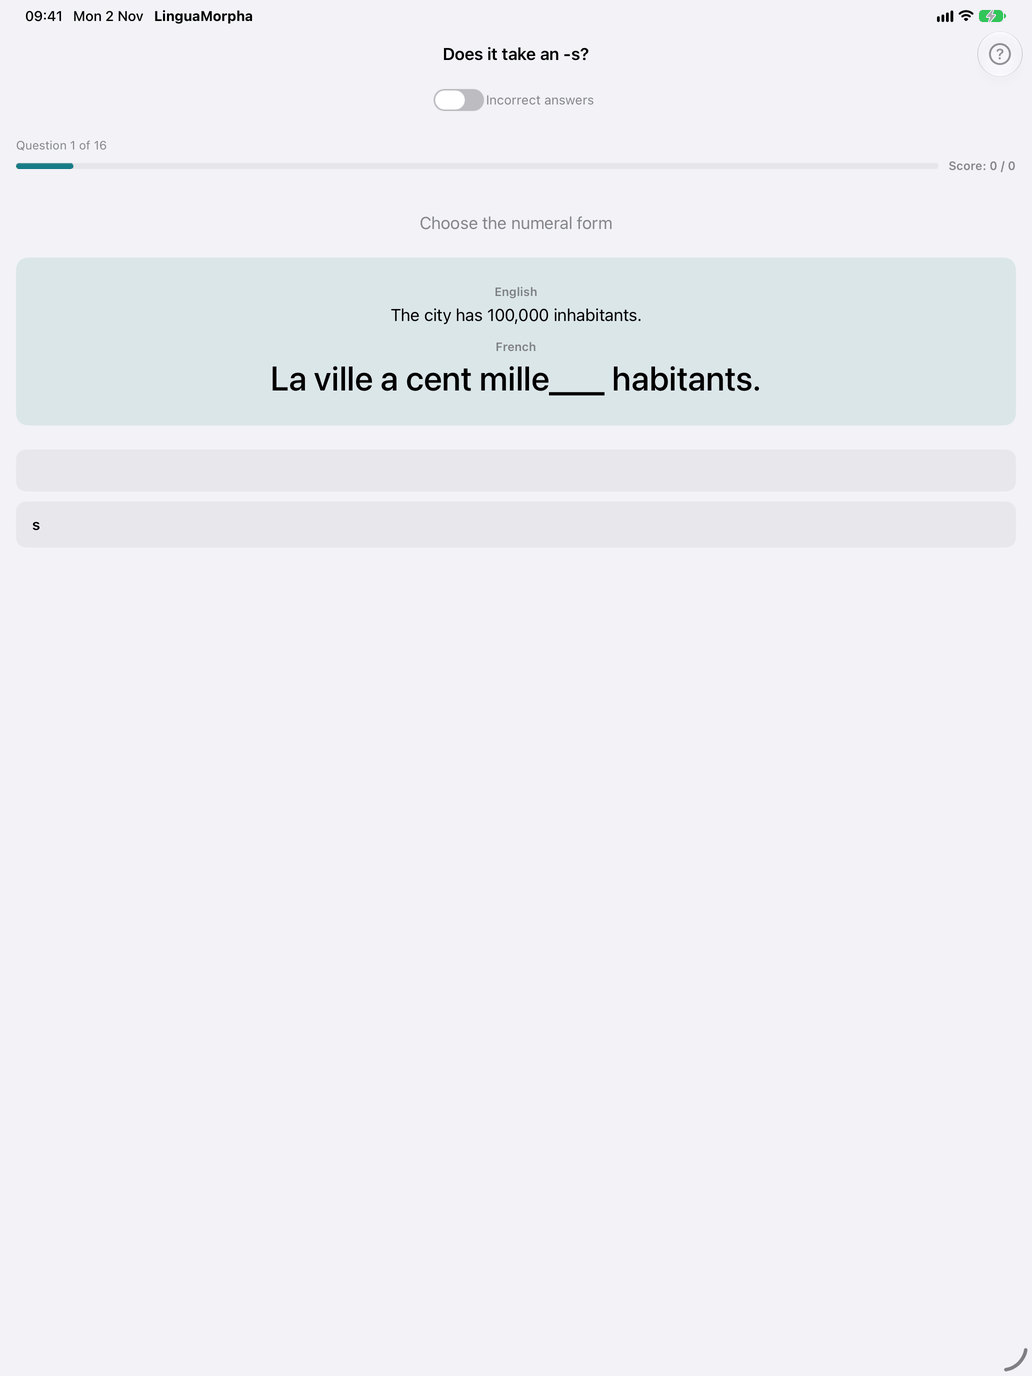 09:41 Mon 2 Nov LinguaMorpha
Does it take an -s?
?
Incorrect answers
Question 1 of 16
Score: 0 / 0
Choose the numeral form
English
The city has 100,000 inhabitants.
French
La ville a cent mille____ habitants.
s